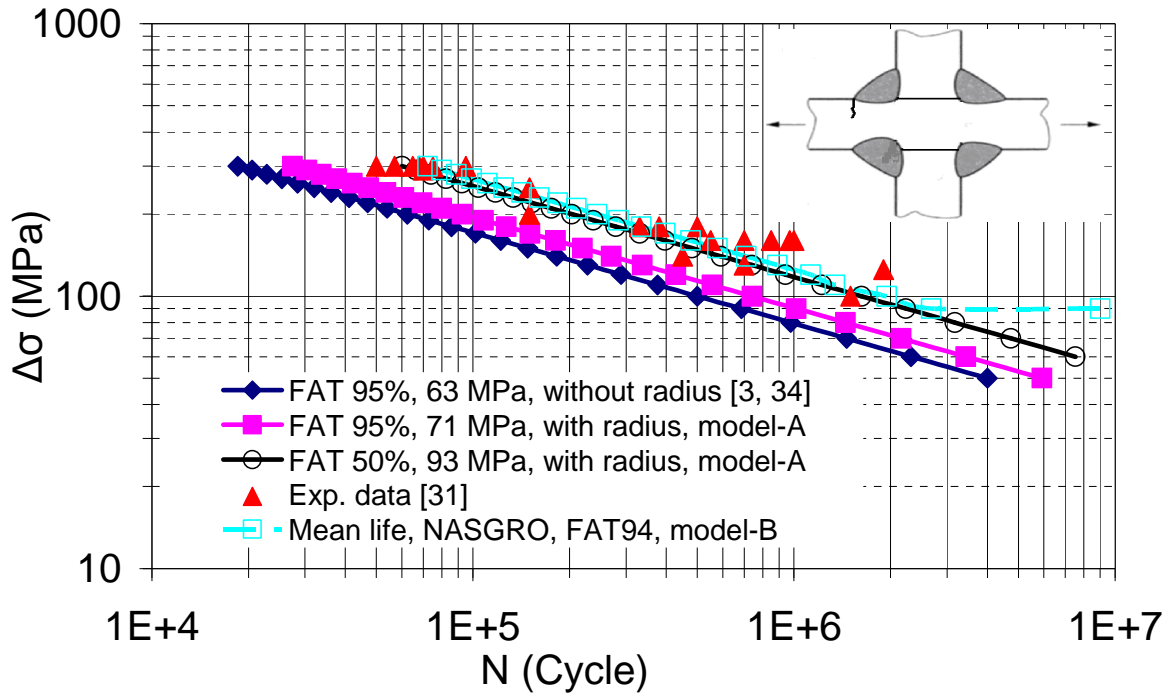 1000
100
10
Δσ (MPa)
FAT 95%, 63 MPa, without radius [3, 34]
FAT 95%, 71 MPa, with radius, model-A
FAT 50%, 93 MPa, with radius, model-A
Exp. data [31]
Mean life, NASGRO, FAT94, model-B
1E+4 1E+5 1E+6 1E+7
N (Cycle)